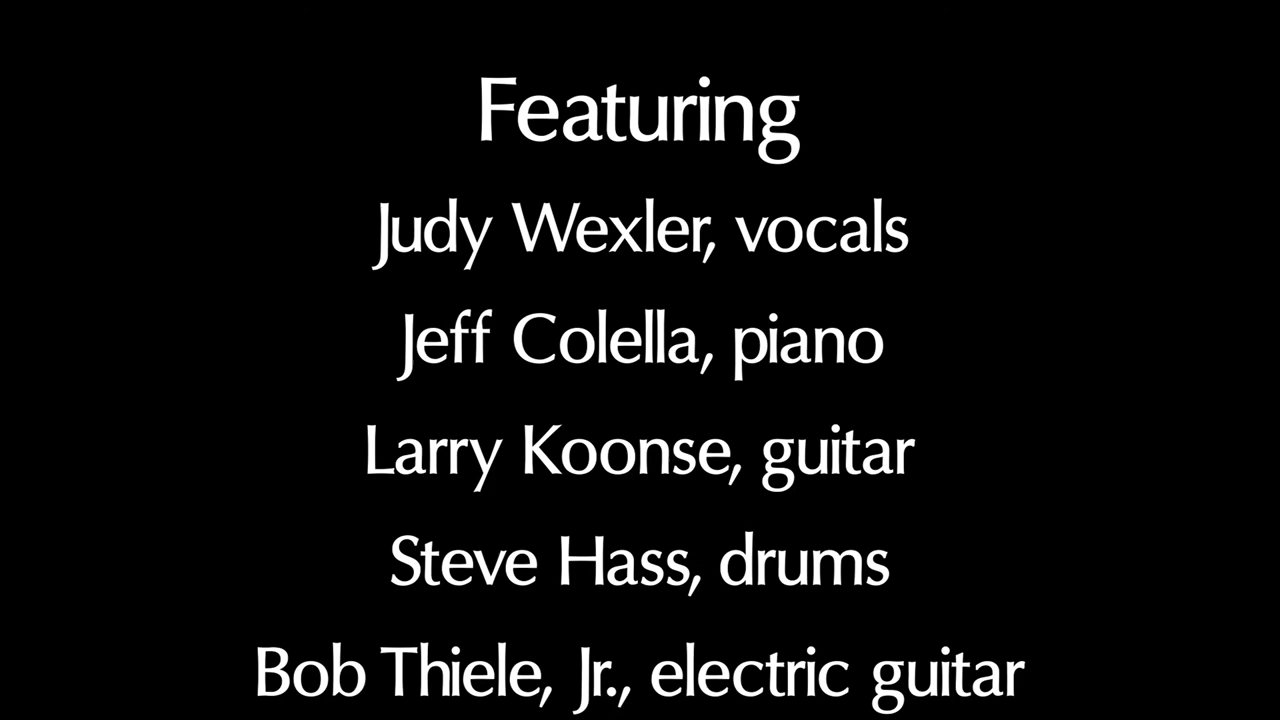 Featuring
Judy Wexler, vocals
Jeff Colella, piano
Larry Koonse, guitar
Steve Hass, drums
Bob Thiele, Jr., electric guitar